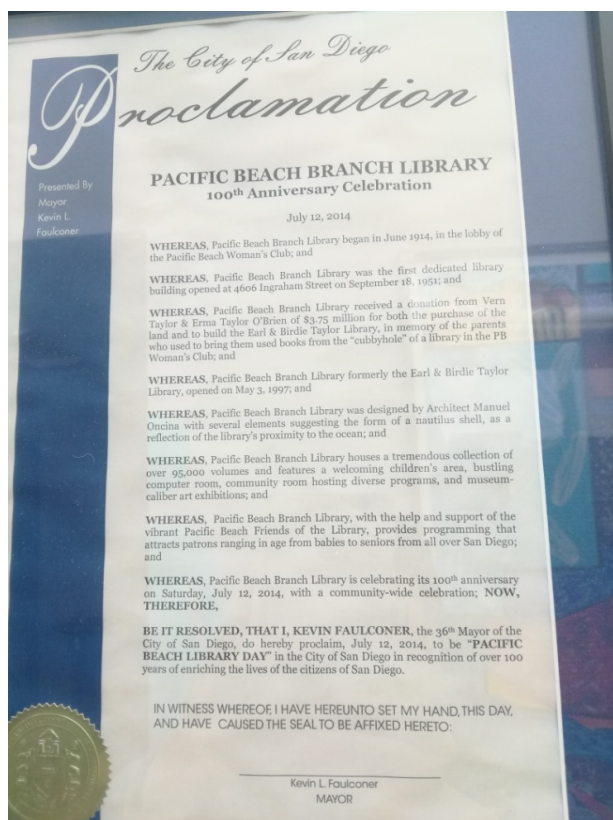 The City of San Diego
Proclamation
Presented By
Mayor
Kevin L.
Faulconer
PACIFIC BEACH BRANCH LIBRARY
100th Anniversary Celebration
July 12, 2014
WHEREAS, Pacific Beach Branch Library began in June 1914, in the lobby of
the Pacific Beach Woman's Club; and
WHEREAS, Pacific Beach Branch Library was the first dedicated library
building opened at 4606 Ingraham Street on September 18, 1951; and
WHEREAS, Pacific Beach Branch Library received a donation from Vern
Taylor & Erma Taylor O'Brien of $3.75 million for both the purchase of the
land and to build the Earl & Birdie Taylor Library, in memory of the parents
who used to bring them used books from the "cubbyhole" of a library in the PB
Woman's Club; and
WHEREAS, Pacific Beach Branch Library formerly the Earl & Birdie Taylor
Library, opened on May 3, 1997; and
WHEREAS, Pacific Beach Branch Library was designed by Architect Manuel
Oncina with several elements suggesting the form of a nautilus shell, as a
reflection of the library's proximity to the ocean; and
WHEREAS, Pacific Beach Branch Library houses a tremendous collection of
over 95,000 volumes and features a welcoming children's area, bustling
computer room, community room hosting diverse programs, and museum-
caliber art exhibitions; and
WHEREAS, Pacific Beach Branch Library, with the help and support of the
vibrant Pacific Beach Friends of the Library, provides programming that
attracts patrons ranging in age from babies to seniors from all over San Diego;
and
WHEREAS, Pacific Beach Branch Library is celebrating its 100th anniversary
on Saturday, July 12, 2014, with a community-wide celebration; NOW,
THEREFORE,
BE IT RESOLVED, THAT I, KEVIN FAULCONER, the 36th Mayor of the
City of San Diego, do hereby proclaim, July 12, 2014, to be "PACIFIC
BEACH LIBRARY DAY" in the City of San Diego in recognition of over 100
years of enriching the lives of the citizens of San Diego.
IN WITNESS WHEREOF, I HAVE HEREUNTO SET MY HAND, THIS DAY,
AND HAVE CAUSED THE SEAL TO BE AFFIXED HERETO:
Kevin L. Faulconer
MAYOR